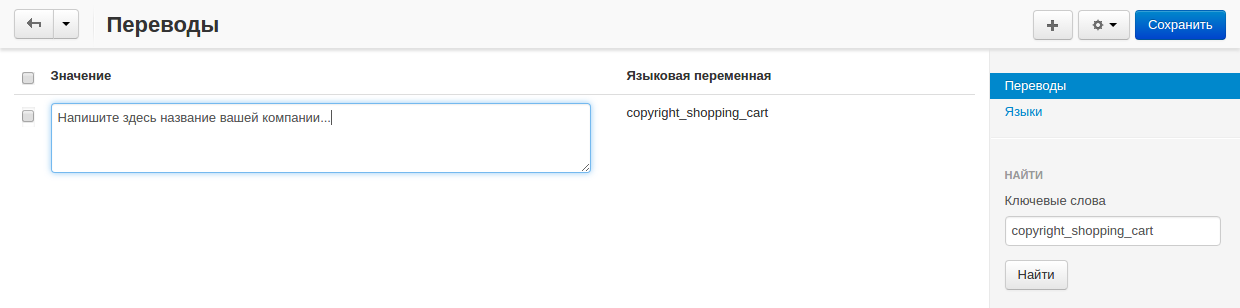 Переводы
Сохранить
Значение
Языковая переменная
Напишите здесь название вашей компании...
copyright_shopping_cart
Переводы
Языки
НАЙТИ
Ключевые слова
copyright_shopping_cart
Найти